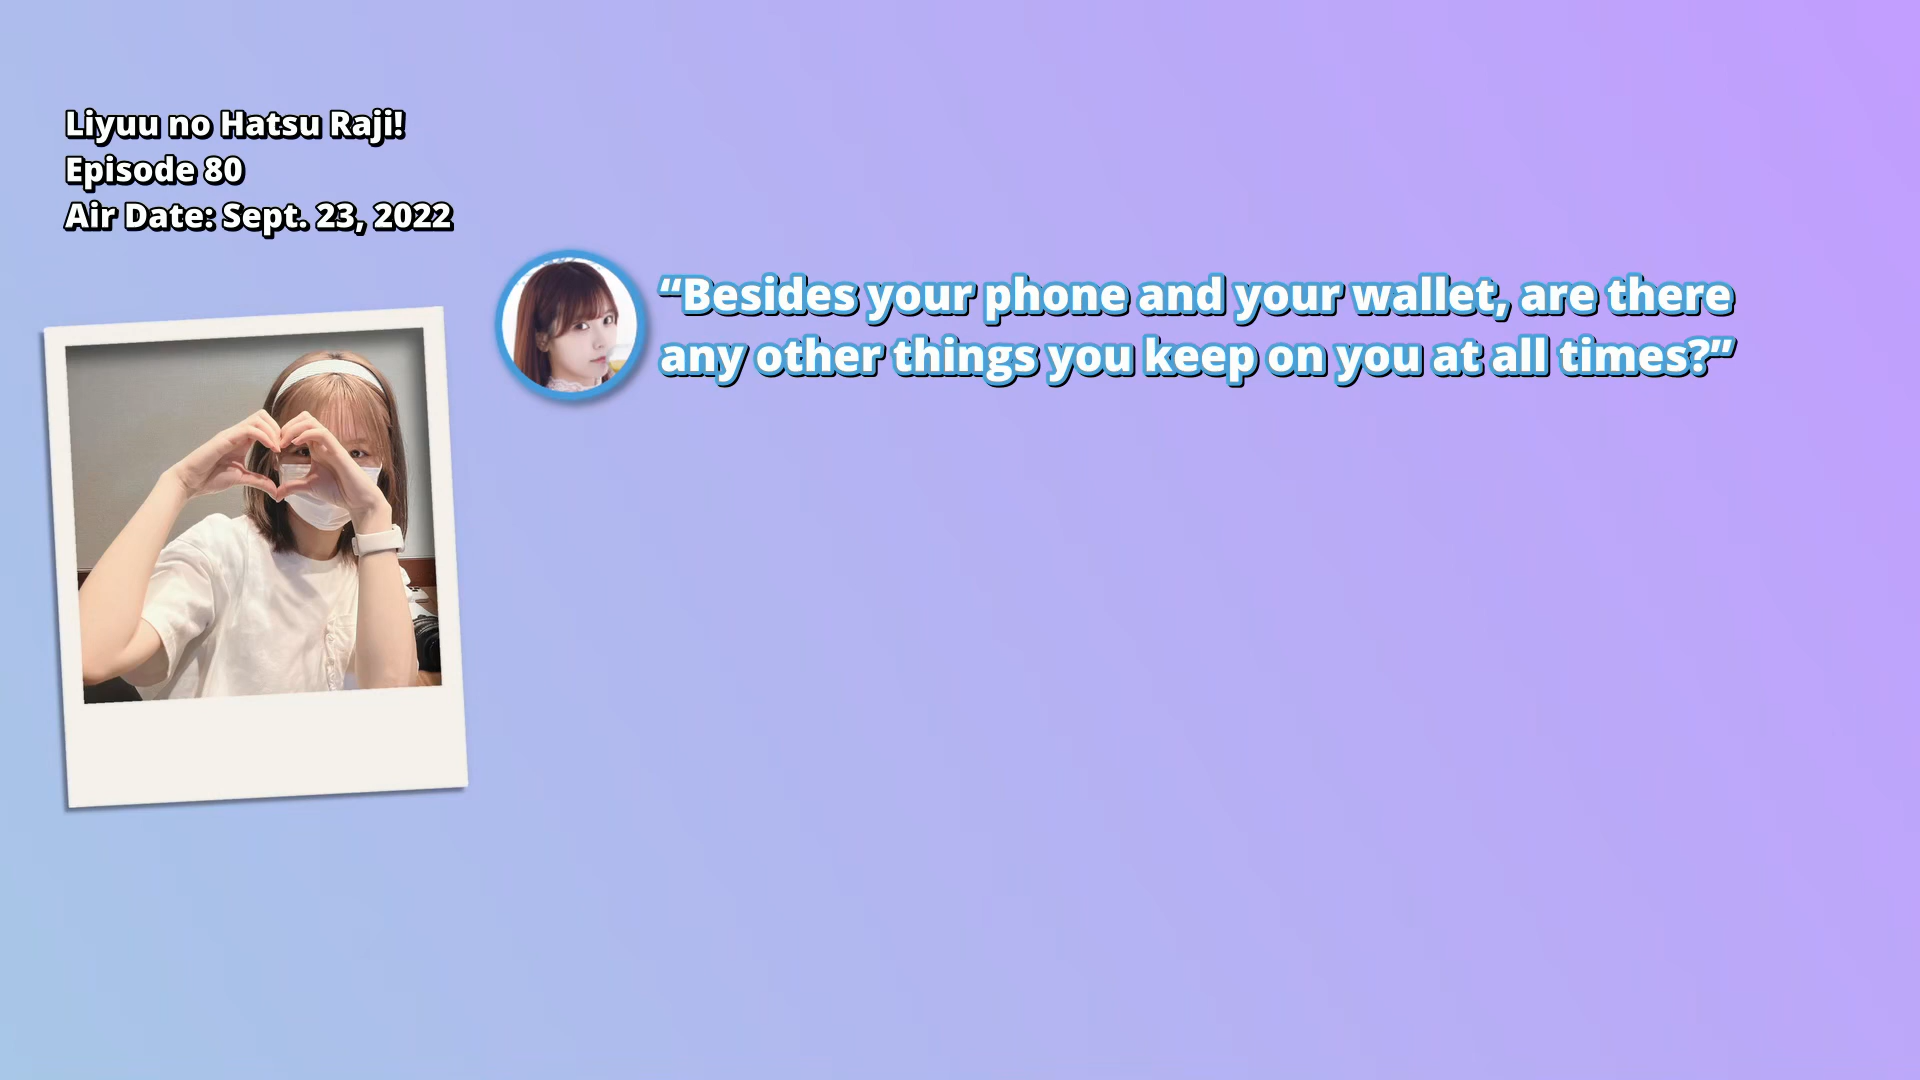 Liyuu no Hatsu Raji!
Episode 80
Air Date: Sept. 23, 2022
“Besides your phone and your wallet, are there
any other things you keep on you at all times?”